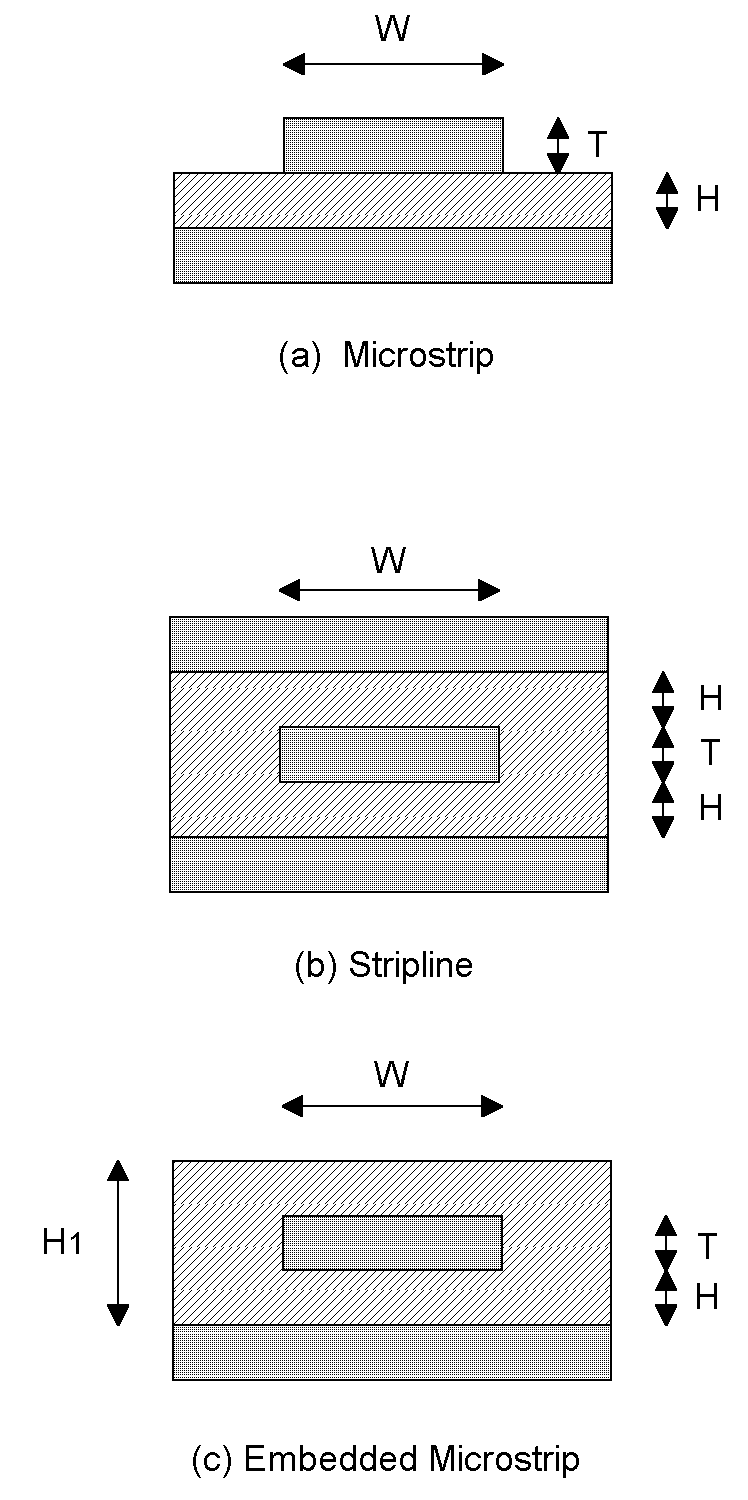 W
T
H
(a) Microstrip
W
H
T
H
(b) Stripline
W
H1
T
H
(c) Embedded Microstrip